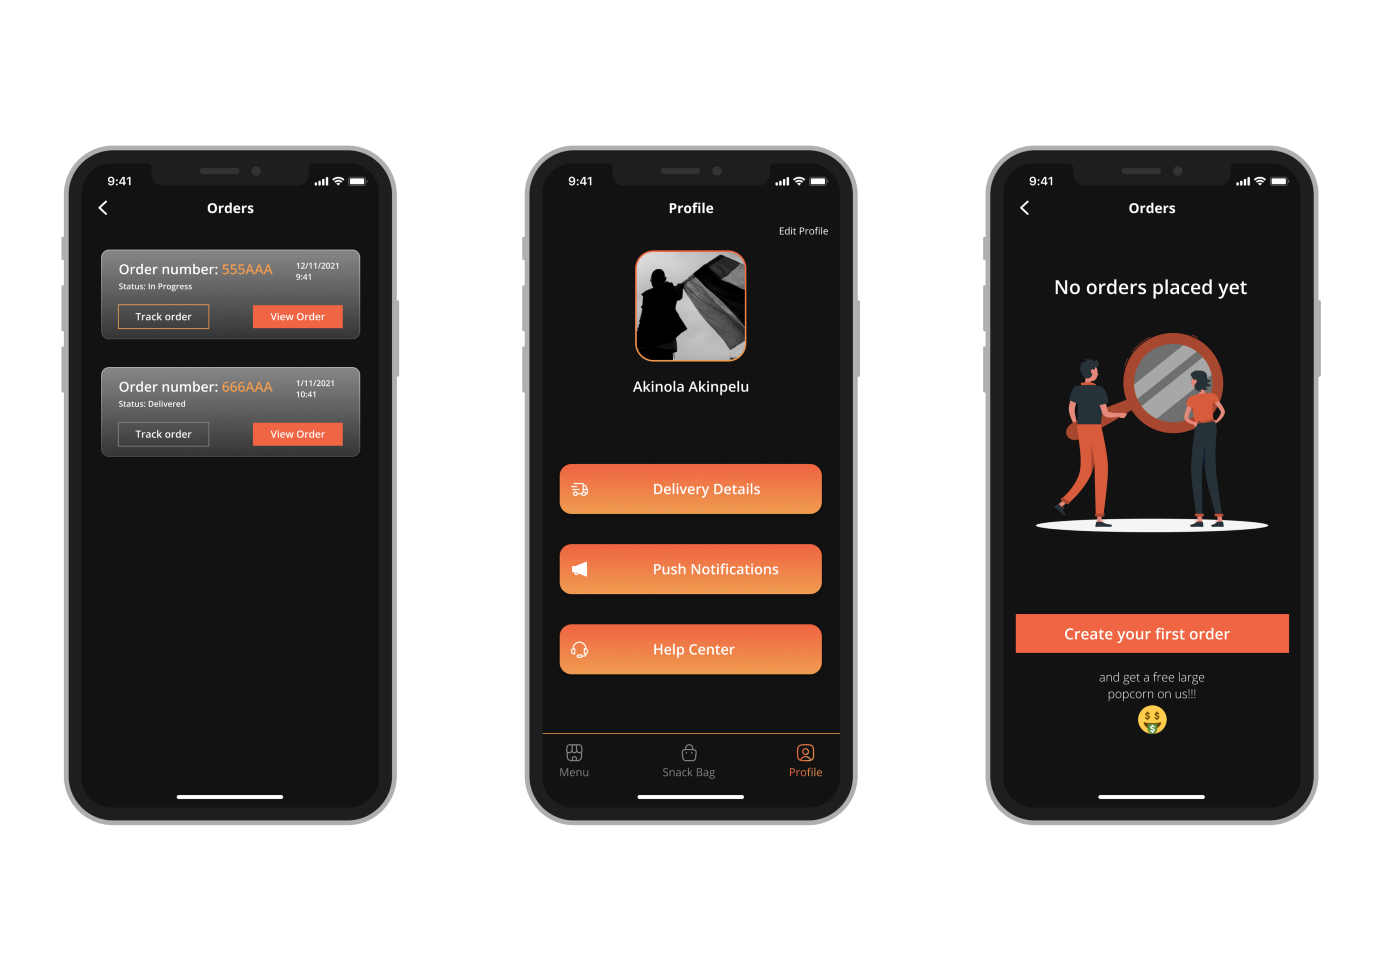 9:41
Orders
Order number: 555AAA
12/11/2021
9:41
Status: In Progress
Track order
View Order
Order number: 666AAA
1/11/2021
10:41
Status: Delivered
Track order
View Order
9:41
Profile
Edit Profile
Akinola Akinpelu
Delivery Details
Push Notifications
Help Center
Menu
Snack Bag
Profile
9:41
Orders
No orders placed yet
Create your first order
and get a free large
popcorn on us!!!